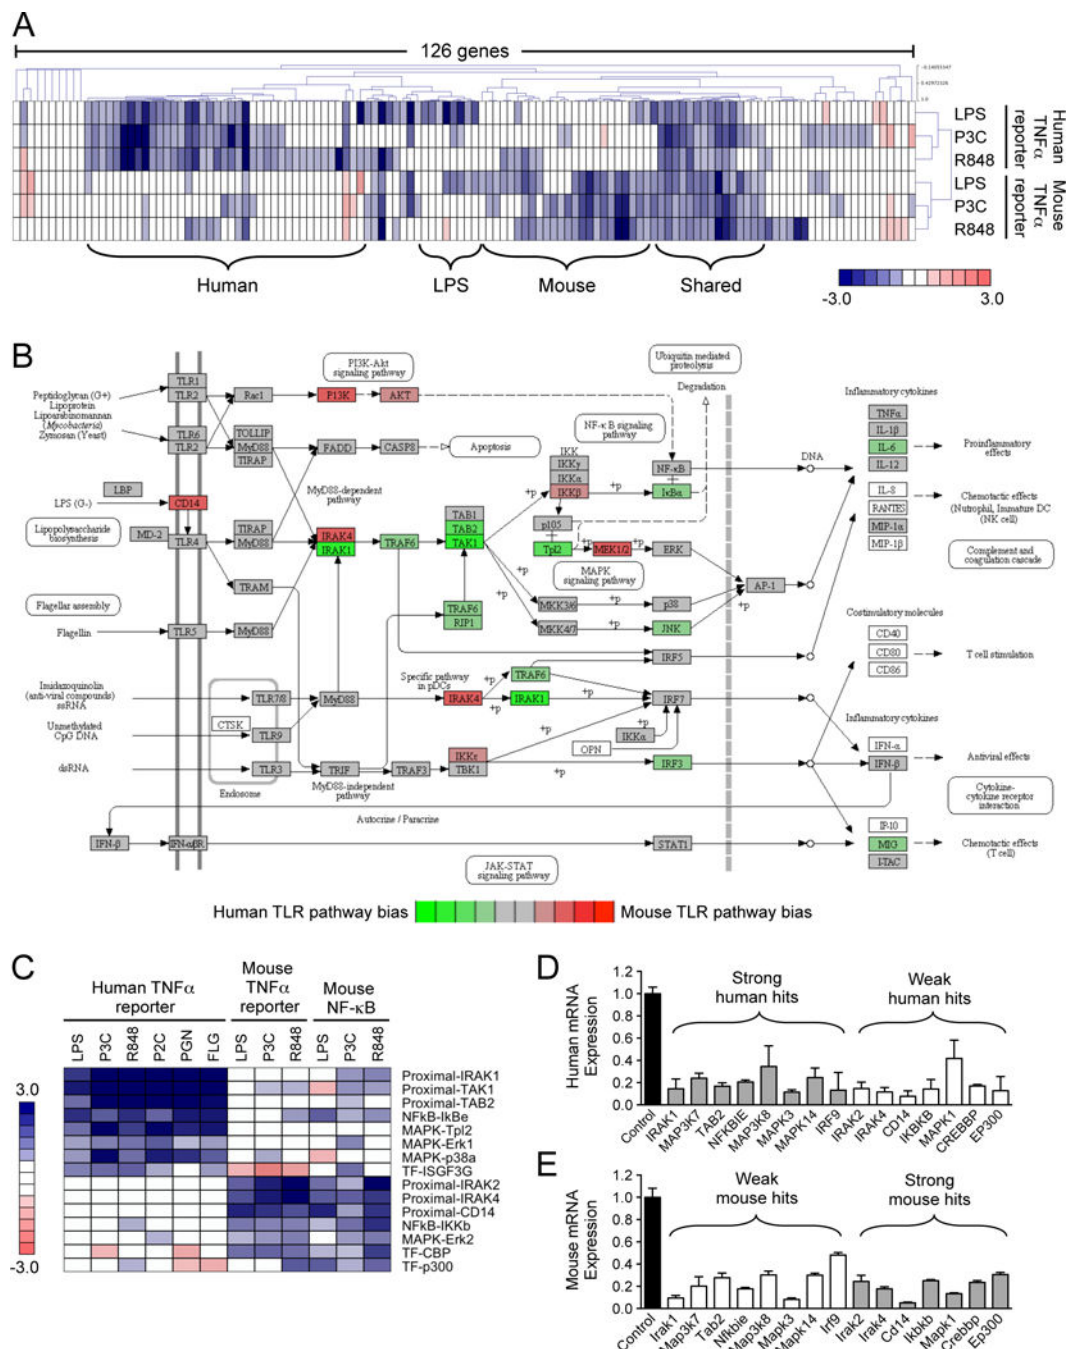 A
126 genes
-0.14055347
0.42972326
0.0
LPS
P3C
R848
LPS
P3C
R848
Human TNFα reporter
Mouse TNFα reporter
Human
LPS
Mouse
Shared
-3.0
3.0
B
Peptidoglycan (G+)
Lipoprotein
Lipoarabinomannan
(Mycobacteria)
Zymosan (Yeast)
LPS (G-)
Lipopolysaccharide
biosynthesis
Flagellar assembly
Flagellin
Imidazoquinolin
(anti-viral compounds)
ssRNA
Unmethylated
CpG DNA
dsRNA
LBP
MD-2
TLR1
TLR2
TLR6
TLR2
CD14
TLR4
TLR5
CTSK
TLR7/8
TLR9
TLR3
Endosome
IFN-β
IFN-αβR
Rac1
TOLLIP
MyD88
TIRAP
TIRAP
MyD88
TRAM
MyD88
MyD88
TRIF
TRAF3
PI3K-Akt
signaling pathway
P13K
AKT
FADD
CASP8
Apoptosis
MyD88-dependent
pathway
IRAK4
IRAK1
TRAF6
TAB1
TAB2
TAK1
TRAF6
RIP1
Specific pathway
in pDCs
IRAK4
+p
TRAF6
IRAK1
+p
+p
IKKε
TBK1
+p
+p
MyD88-independent
pathway
Autocrine / Paracrine
JAK-STAT
signaling pathway
Ubiquitin mediated
proteolysis
Degradation
NF-κB signaling
pathway
IKK
IKKγ
IKKα
IKKβ
+p
NF-κB
IκBα
p105
Tpl2
+p
MEK1/2
+p
ERK
MAPK
signaling pathway
+p
+p
MKK3/6
+p
p38
MKK4/7
+p
JNK
+p
AP-1
IRF5
IRF7
IKKα
OPN
IRF3
STAT1
DNA
Inflammatory cytokines
TNFα
IL-1β
IL-6
IL-12
Proinflammatory
effects
IL-8
RANTES
MIP-1α
MIP-1β
Chemotactic effects
(Nutrophil, Immature DC
(NK cell)
Complement and
coagulation cascade
Costimulatory molecules
CD40
CD80
CD86
T cell stimulation
Inflammatory cytokines
IFN-α
IFN-β
Antiviral effects
Cytokine-
cytokine receptor
interaction
IP-10
MIG
I-TAC
Chemotactic effects
(T cell)
Human TLR pathway bias
Mouse TLR pathway bias
C
Human TNFα
reporter
Mouse
TNFα
reporter
Mouse
NF-κB
LPS
P3C
R848
P2C
PGN
FLG
LPS
P3C
R848
LPS
P3C
R848
3.0
-3.0
Proximal-IRAK1
Proximal-TAK1
Proximal-TAB2
NFkB-IkBe
MAPK-Tpl2
MAPK-Erk1
MAPK-p38a
TF-ISGF3G
Proximal-IRAK2
Proximal-IRAK4
Proximal-CD14
NFkB-IKKb
MAPK-Erk2
TF-CBP
TF-p300
D
Human mRNA
Expression
1.2
1.0
0.8
0.6
0.4
0.2
0.0
Strong
human hits
Weak
human hits
Control
IRAK1
MAP3K7
TAB2
NFKBIE
MAP3K8
MAPK3
MAPK14
IRF9
IRAK2
IRAK4
CD14
IKBKB
MAPK1
CREBBP
EP300
E
Mouse mRNA
Expression
1.2
1.0
0.8
0.6
0.4
0.2
0.0
Weak
mouse hits
Strong
mouse hits
Control
Irak1
Map3k7
Tab2
Nfkbie
Map3k8
Mapk3
Mapk14
Irf9
Irak2
Irak4
Cd14
Ikbkb
Mapk1
Crebbp
Ep300